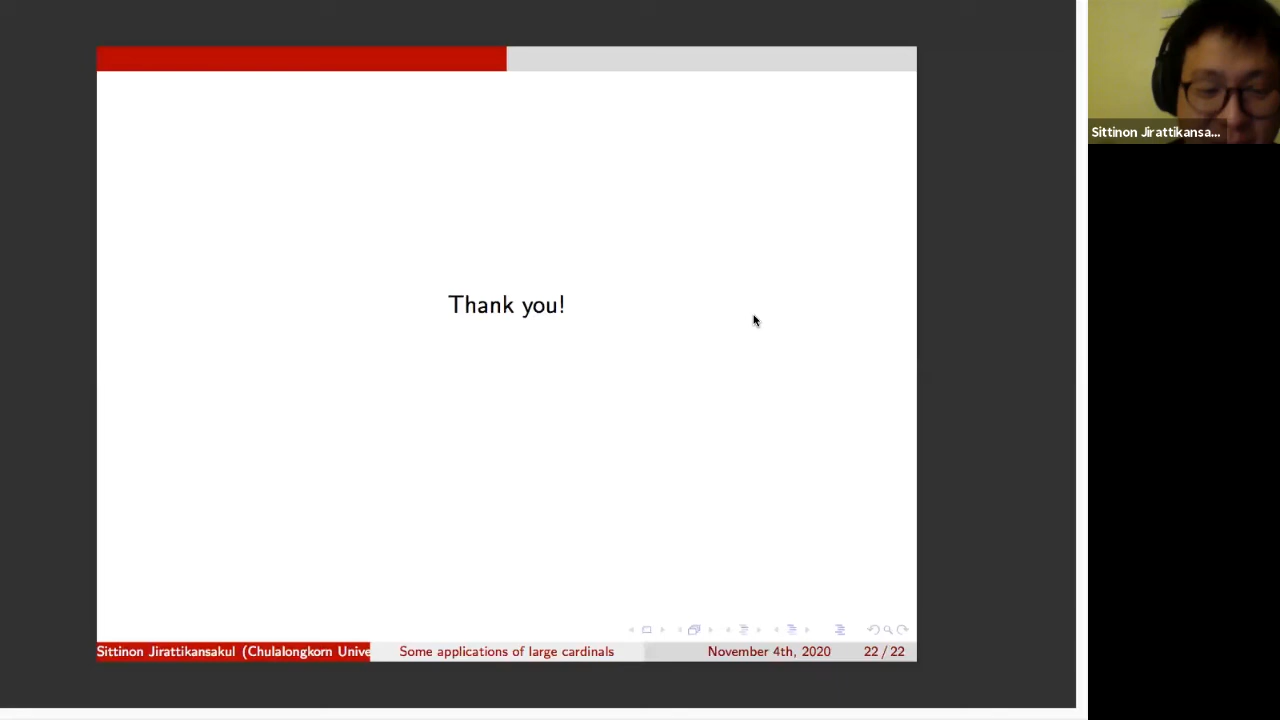 Sittinon Jirattikansa...
Thank you!
Sittinon Jirattikansakul (Chulalongkorn Unive
Some applications of large cardinals
November 4th, 2020
22 / 22